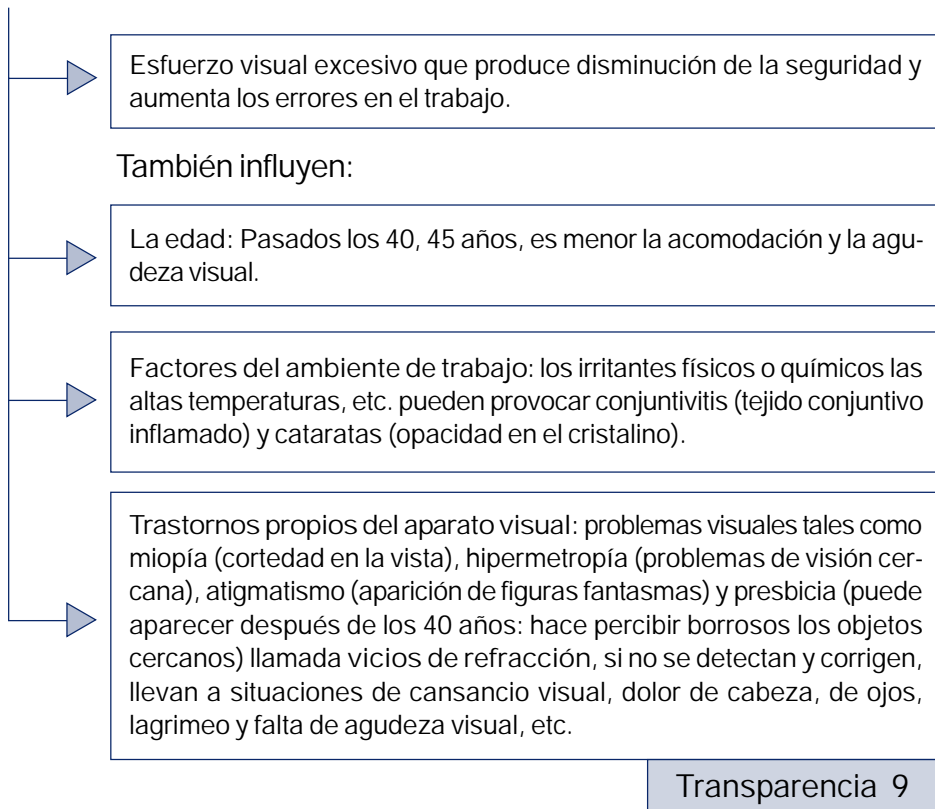 Esfuerzo visual excesivo que produce disminución de la seguridad y
aumenta los errores en el trabajo.
También influyen:
La edad: Pasados los 40, 45 años, es menor la acomodación y la agu-
deza visual.
Factores del ambiente de trabajo: los irritantes físicos o químicos las
altas temperaturas, etc. pueden provocar conjuntivitis (tejido conjuntivo
inflamado) y cataratas (opacidad en el cristalino).
Trastornos propios del aparato visual: problemas visuales tales como
miopía (cortedad en la vista), hipermetropía (problemas de visión cer-
cana), atigmatismo (aparición de figuras fantasmas) y presbicia (puede
aparecer después de los 40 años: hace percibir borrosos los objetos
cercanos) llamada vicios de refracción, si no se detectan y corrigen,
llevan a situaciones de cansancio visual, dolor de cabeza, de ojos,
lagrimeo y falta de agudeza visual, etc.
Transparencia 9